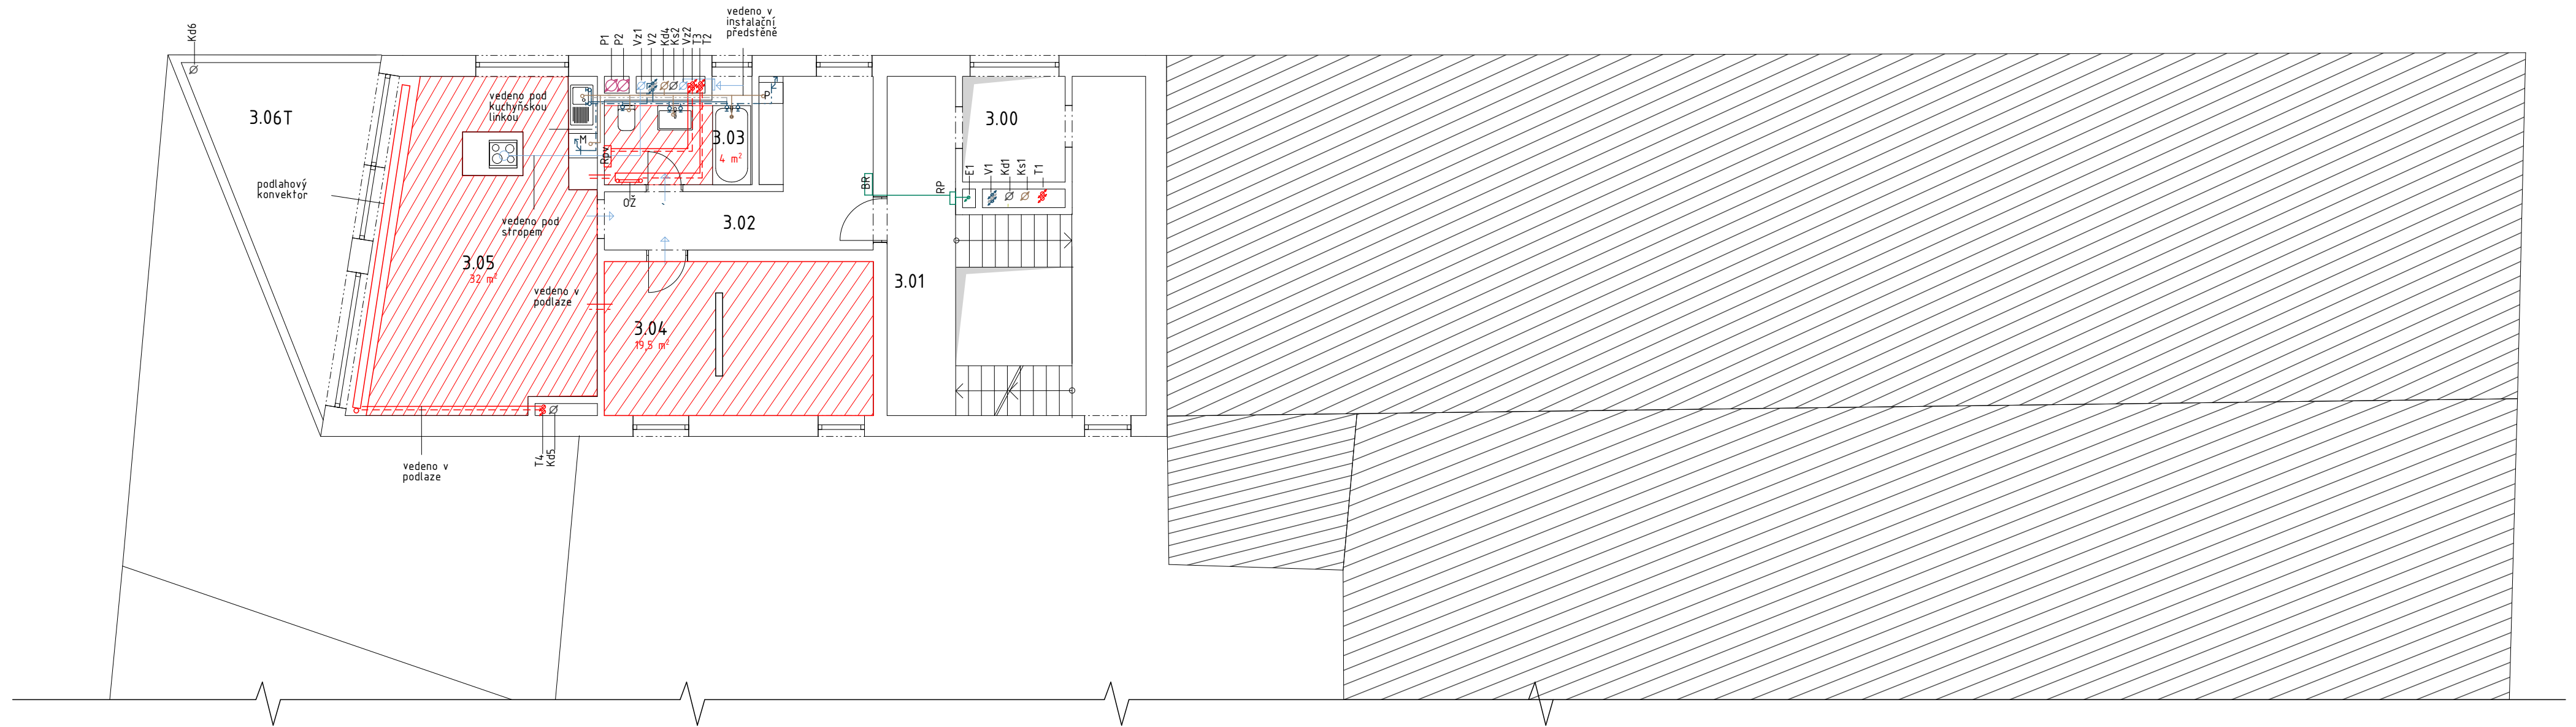 Kd6
P1
P2
Vz1
V2
Kd4
Ks2
Vz2
T3
T2
vedeno v
instalační
předstěně
3.06T
vedeno pod
kuchyňskou
linkou
M
P
3.03
4 m²
Rpv
OŽ
3.00
E1
V1
Kd1
Ks1
T1
BR
RP
podlahový
konvektor
vedeno pod
stropem
3.02
3.05
32 m²
3.01
vedeno v
podlaze
3.04
19,5 m²
vedeno v
podlaze
T4
Kd5